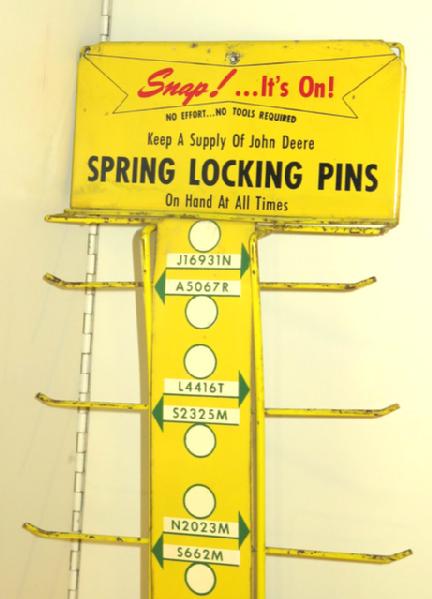 Snap! ...It's On!
NO EFFORT...NO TOOLS REQUIRED
Keep A Supply Of John Deere
SPRING LOCKING PINS
On Hand At All Times
J16931N
A5067R
L4416T
S2325M
N2023M
S662M